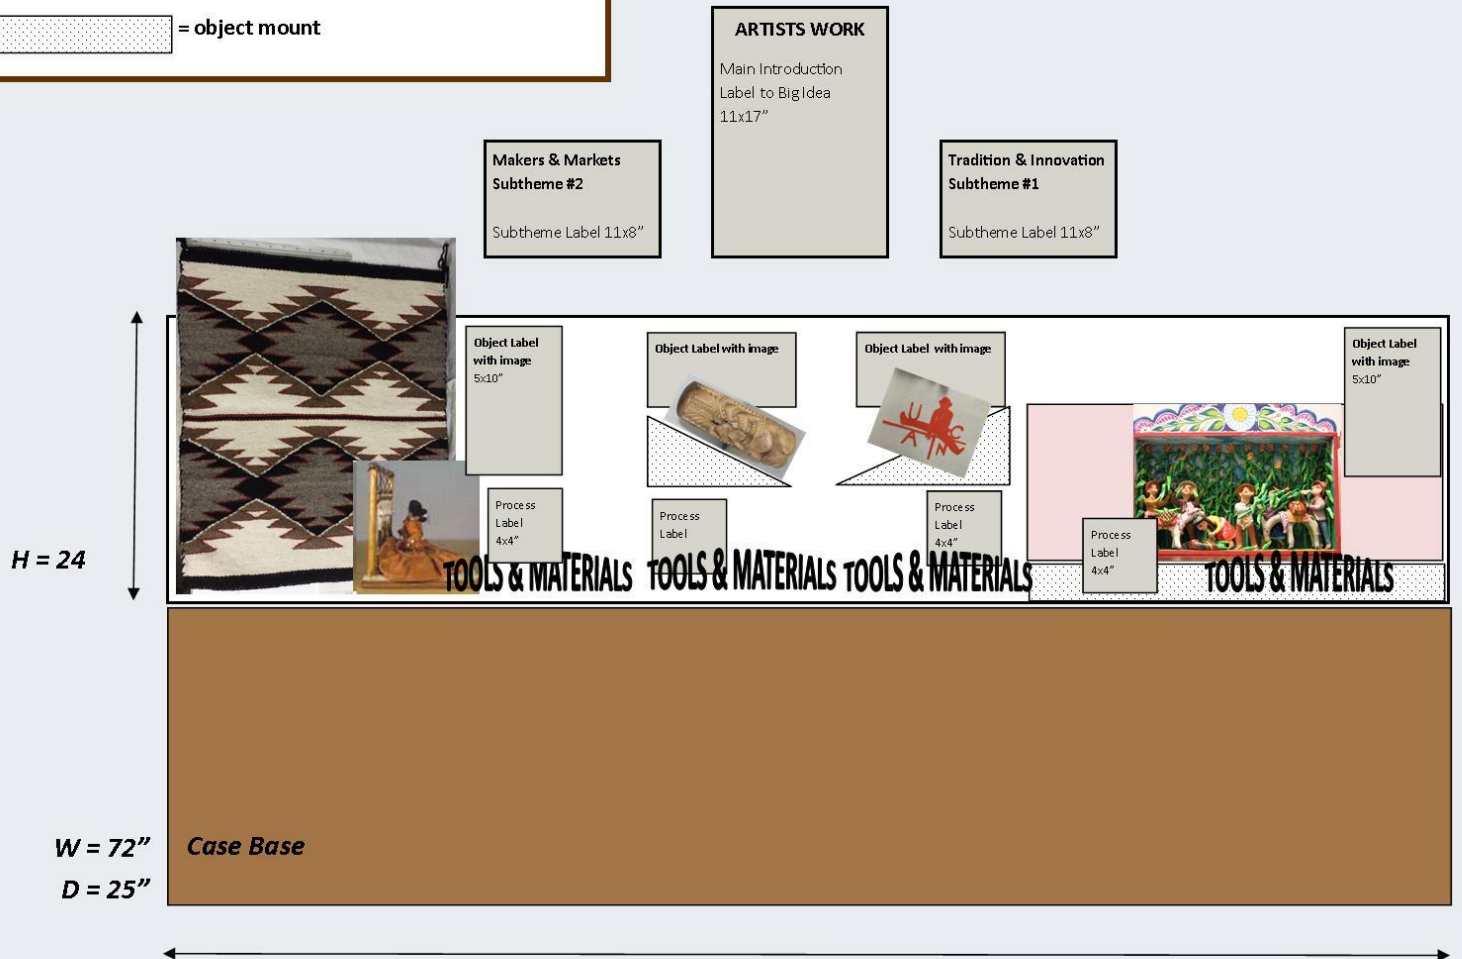 = object mount
ARTISTS WORK
Main Introduction
Label to Big Idea
11x17”
Makers & Markets
Subtheme #2
Subtheme Label 11x8”
Tradition & Innovation
Subtheme #1
Subtheme Label 11x8”
Object Label
with image
5x10”
Object Label with image
Object Label with image
Object Label
with image
5x10”
Process
Label
4x4”
Process
Label
Process
Label
4x4”
Process
Label
4x4”
TOOLS & MATERIALS
TOOLS & MATERIALS
TOOLS & MATERIALS
TOOLS & MATERIALS
H = 24
W = 72”
D = 25”
Case Base
U
C
A
N